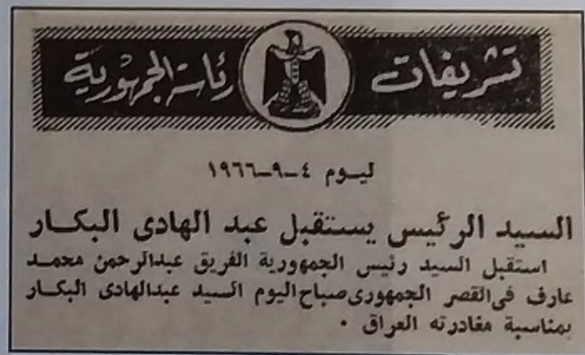 تشريفات رئاسة الجمهورية
ليوم ٤-٩-١٩٦٦
السيد الرئيس يستقبل عبد الهادى البكار
استقبل السيد رئيس الجمهورية الفريق عبدالرحمن محمد
عارف فى القصر الجمهورى صباح اليوم السيد عبدالهادى البكار
بمناسبة مغادرته العراق .